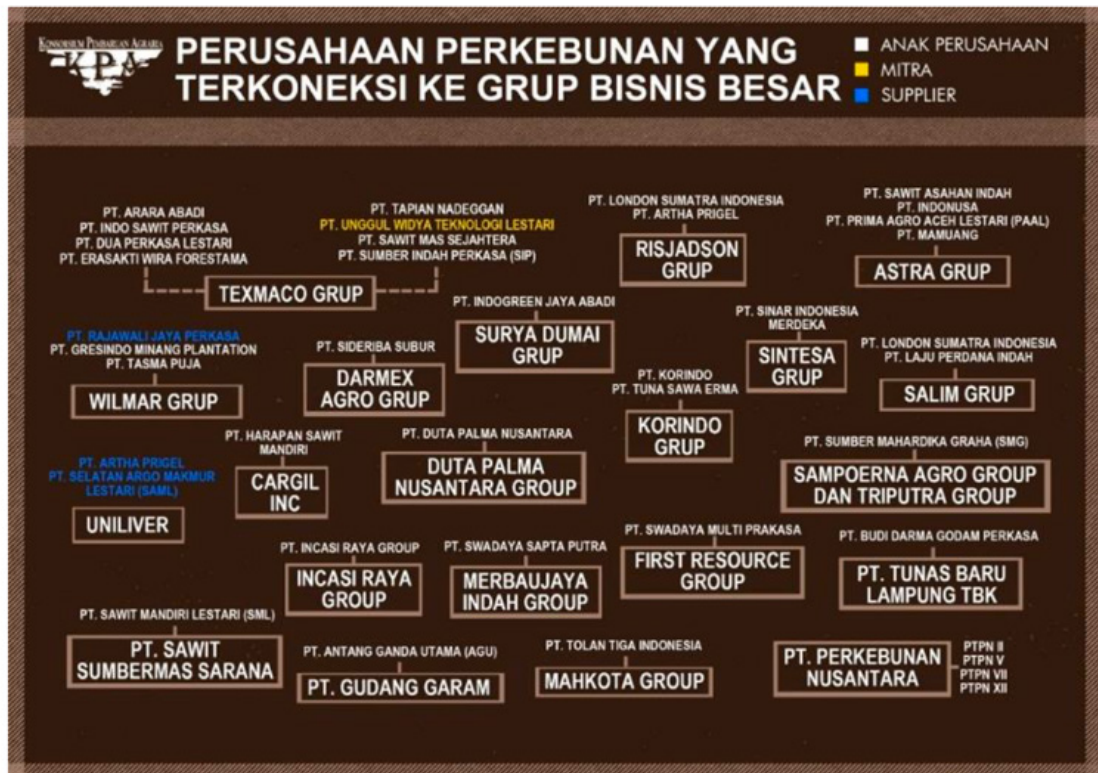 KONSORSIUM PEMBARUAN AGRARIA
KPA
PERUSAHAAN PERKEBUNAN YANG
TERKONEKSI KE GRUP BISNIS BESAR
ANAK PERUSAHAAN
MITRA
SUPPLIER
PT. ARARA ABADI
PT. INDO SAWIT PERKASA
PT. DUA PERKASA LESTARI
PT. ERASAKTI WIRA FORESTAMA
PT. TAPIAN NADEGGAN
PT. UNGGUL WIDYA TEKNOLOGI LESTARI
PT. SAWIT MAS SEJAHTERA
PT. SUMBER INDAH PERKASA (SIP)
TEXMACO GRUP
PT. LONDON SUMATRA INDONESIA
PT. ARTHA PRIGEL
RISJADSON
GRUP
PT. SAWIT ASAHAN INDAH
PT. INDONUSA
PT. PRIMA AGRO ACEH LESTARI (PAAL)
PT. MAMUANG
ASTRA GRUP
PT. RAJAWALI JAYA PERKASA
PT. GRESINDO MINANG PLANTATION
PT. TASMA PUJA
WILMAR GRUP
PT. SIDERIBA SUBUR
DARMEX
AGRO GRUP
PT. INDOGREEN JAYA ABADI
SURYA DUMAI
GRUP
PT. SINAR INDONESIA
MERDEKA
SINTESA
GRUP
PT. LONDON SUMATRA INDONESIA
PT. LAJU PERDANA INDAH
SALIM GRUP
PT. KORINDO
PT. TUNA SAWA ERMA
KORINDO
GRUP
PT. ARTHA PRIGEL
PT. SELATAN ARGO MAKMUR
LESTARI (SAML)
UNILIVER
PT. HARAPAN SAWIT
MANDIRI
CARGIL
INC
PT. DUTA PALMA NUSANTARA
DUTA PALMA
NUSANTARA GROUP
PT. SUMBER MAHARDIKA GRAHA (SMG)
SAMPOERNA AGRO GROUP
DAN TRIPUTRA GROUP
PT. INCASI RAYA GROUP
INCASI RAYA
GROUP
PT. SWADAYA SAPTA PUTRA
MERBAUJAYA
INDAH GROUP
PT. SWADAYA MULTI PRAKASA
FIRST RESOURCE
GROUP
PT. BUDI DARMA GODAM PERKASA
PT. TUNAS BARU
LAMPUNG TBK
PT. SAWIT MANDIRI LESTARI (SML)
PT. SAWIT
SUMBERMAS SARANA
PT. ANTANG GANDA UTAMA (AGU)
PT. GUDANG GARAM
PT. TOLAN TIGA INDONESIA
MAHKOTA GROUP
PT. PERKEBUNAN
NUSANTARA
PTPN II
PTPN V
PTPN VII
PTPN XII